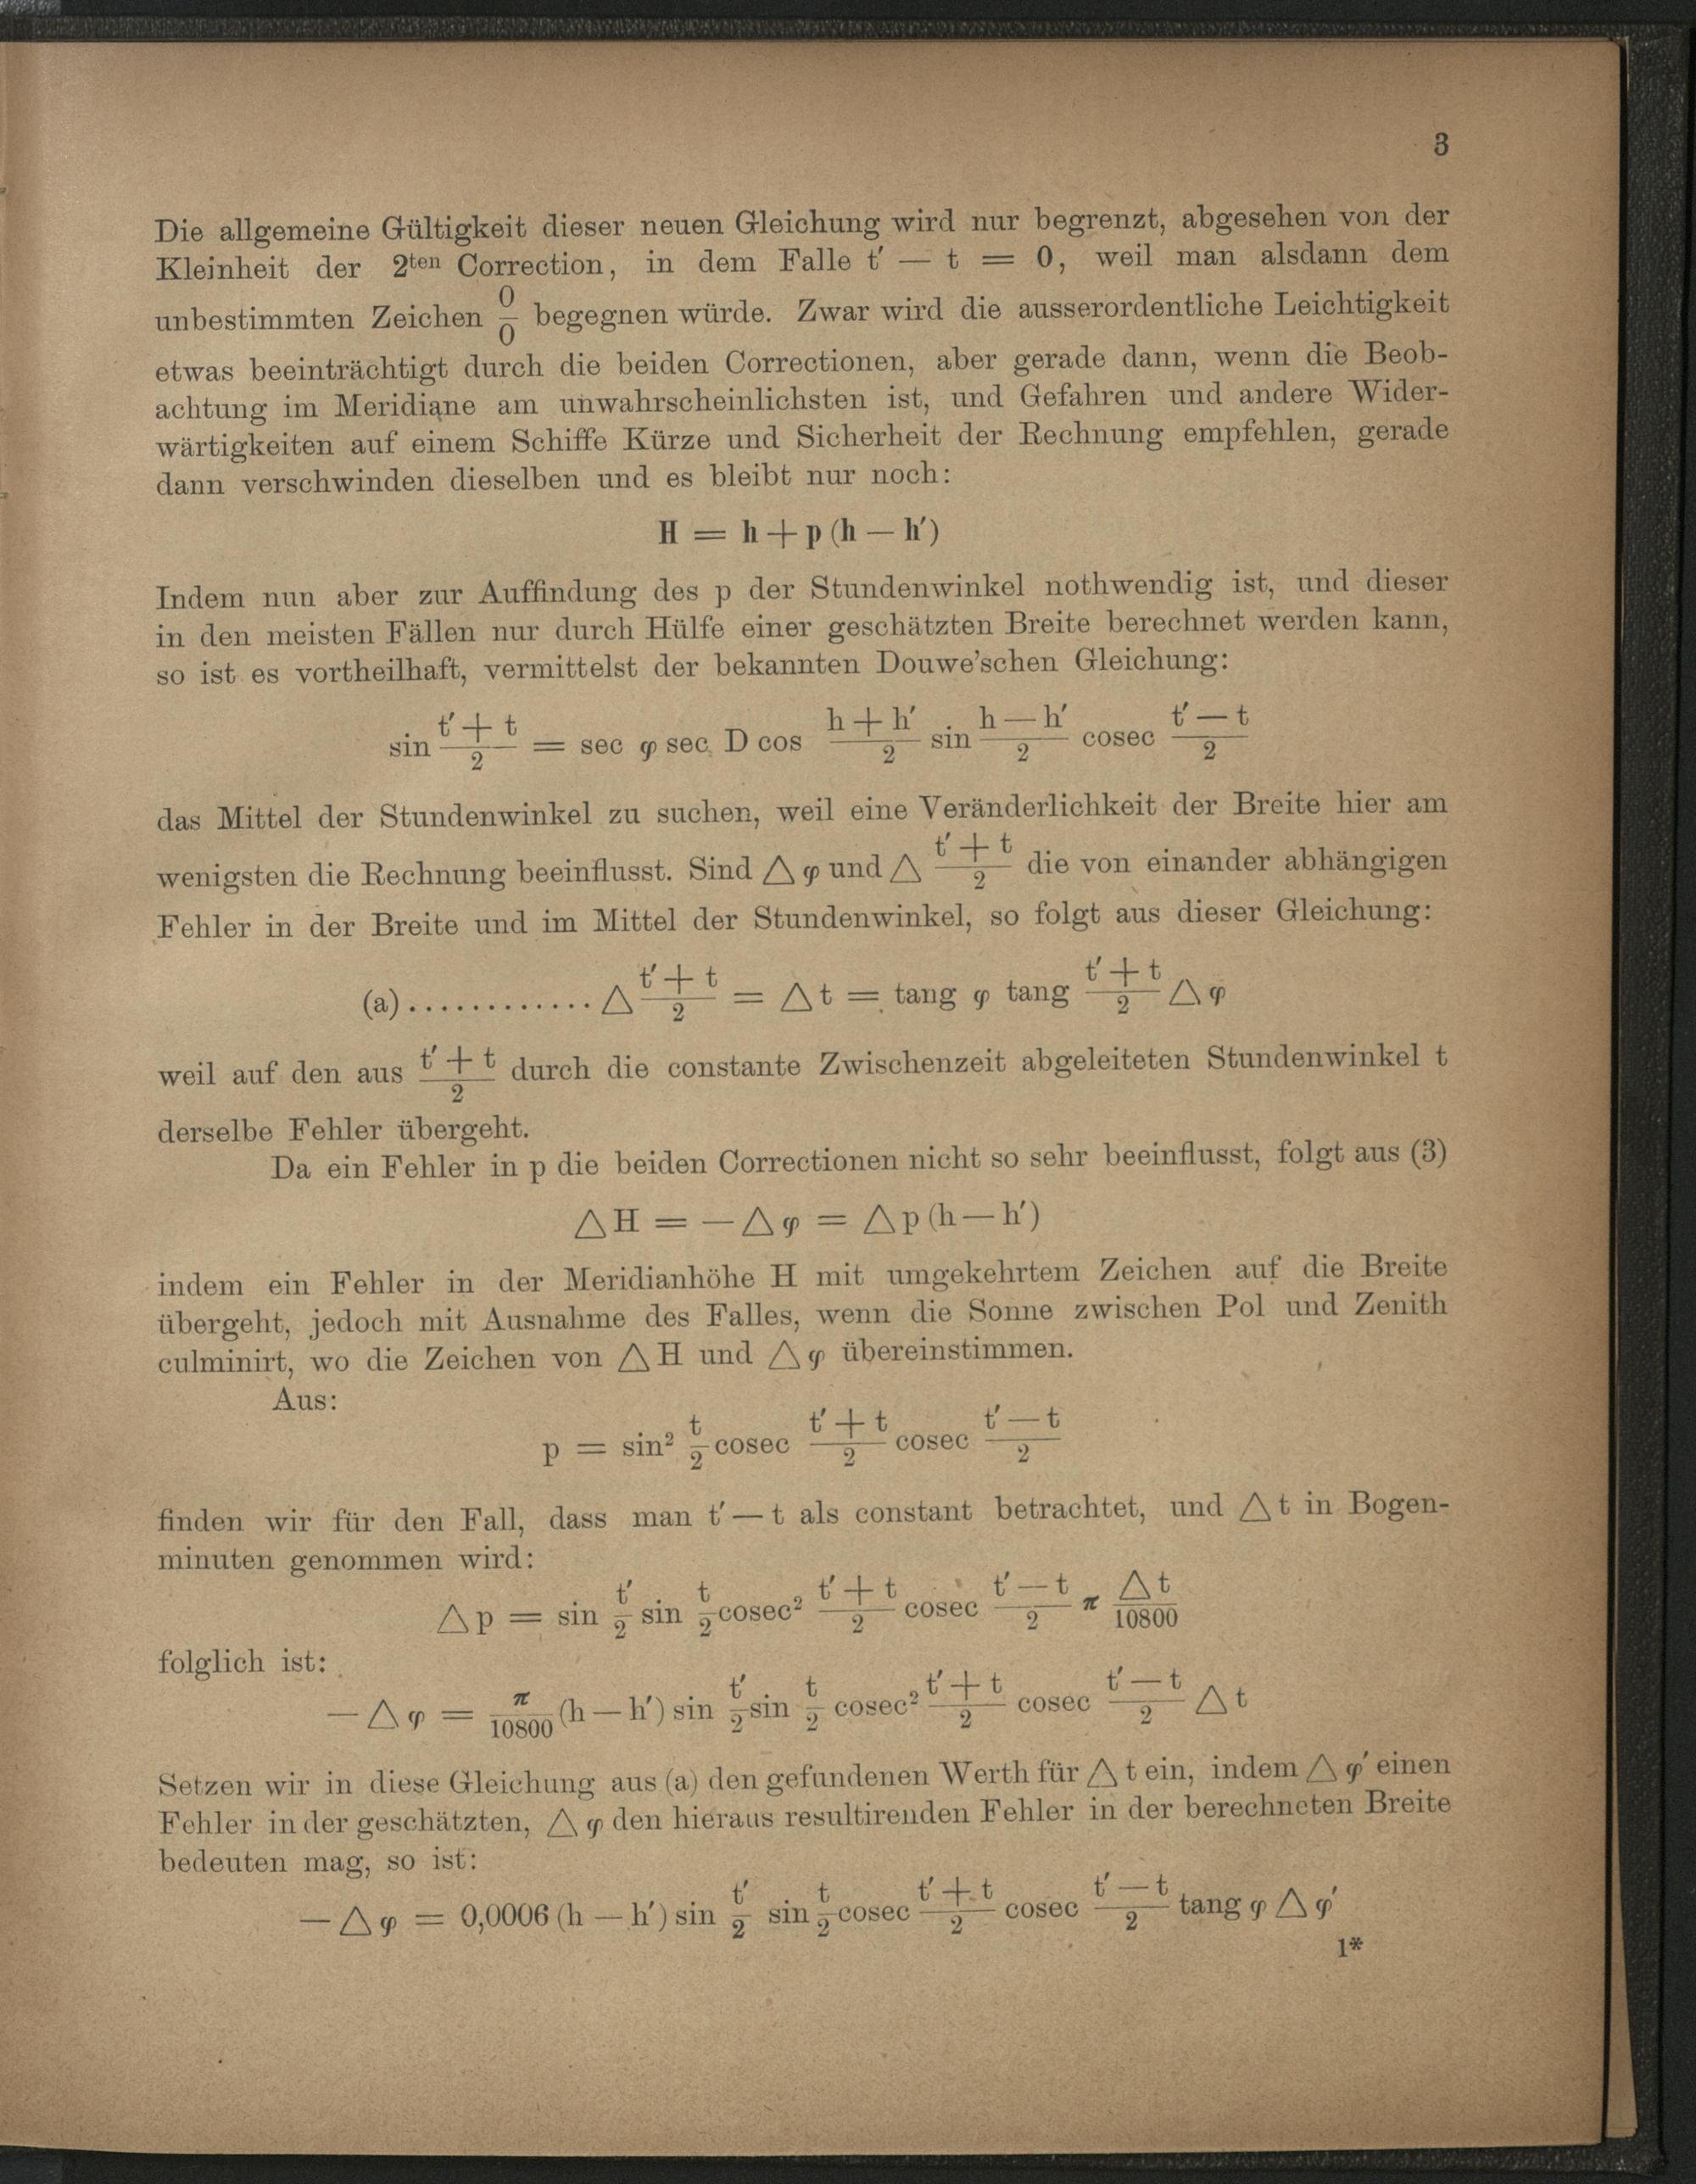 3
Die allgemeine Gültigkeit dieser neuen Gleichung wird nur begrenzt, abgesehen von der
Kleinheit der 2ten Correction, in dem Falle t′ — t = 0, weil man alsdann dem
unbestimmten Zeichen 0/0 begegnen würde. Zwar wird die ausserordentliche Leichtigkeit
etwas beeinträchtigt durch die beiden Correctionen, aber gerade dann, wenn die Beob-
achtung im Meridiane am unwahrscheinlichsten ist, und Gefahren und andere Wider-
wärtigkeiten auf einem Schiffe Kürze und Sicherheit der Rechnung empfehlen, gerade
dann verschwinden dieselben und es bleibt nur noch:
H = h + p (h — h′)
Indem nun aber zur Auffindung des p der Stundenwinkel nothwendig ist, und dieser
in den meisten Fällen nur durch Hülfe einer geschätzten Breite berechnet werden kann,
so ist es vortheilhaft, vermittelst der bekannten Douwe'schen Gleichung:
sin (t′ + t)/2 = sec φ sec D cos (h + h′)/2 sin (h — h′)/2 cosec (t′ — t)/2
das Mittel der Stundenwinkel zu suchen, weil eine Veränderlichkeit der Breite hier am
wenigsten die Rechnung beeinflusst. Sind △ φ und △ (t′ + t)/2 die von einander abhängigen
Fehler in der Breite und im Mittel der Stundenwinkel, so folgt aus dieser Gleichung:
(a) ............ △ (t′ + t)/2 = △ t = tang φ tang (t′ + t)/2 △ φ
weil auf den aus (t′ + t)/2 durch die constante Zwischenzeit abgeleiteten Stundenwinkel t
derselbe Fehler übergeht.
Da ein Fehler in p die beiden Correctionen nicht so sehr beeinflusst, folgt aus (3)
△ H = — △ φ = △ p (h — h′)
indem ein Fehler in der Meridianhöhe H mit umgekehrtem Zeichen auf die Breite
übergeht, jedoch mit Ausnahme des Falles, wenn die Sonne zwischen Pol und Zenith
culminirt, wo die Zeichen von △ H und △ φ übereinstimmen.
Aus:
p = sin² t/2 cosec (t′ + t)/2 cosec (t′ — t)/2
finden wir für den Fall, dass man t′ — t als constant betrachtet, und △ t in Bogen-
minuten genommen wird:
△ p = sin t′/2 sin t/2 cosec² (t′ + t)/2 cosec (t′ — t)/2 π △ t/10800
folglich ist:
— △ φ = π/10800 (h — h′) sin t′/2 sin t/2 cosec² (t′ + t)/2 cosec (t′ — t)/2 △ t
Setzen wir in diese Gleichung aus (a) den gefundenen Werth für △ t ein, indem △ φ′ einen
Fehler in der geschätzten, △ φ den hieraus resultirenden Fehler in der berechneten Breite
bedeuten mag, so ist:
— △ φ = 0,0006 (h — h′) sin t′/2 sin t/2 cosec (t′ + t)/2 cosec (t′ — t)/2 tang φ △ φ′
1*